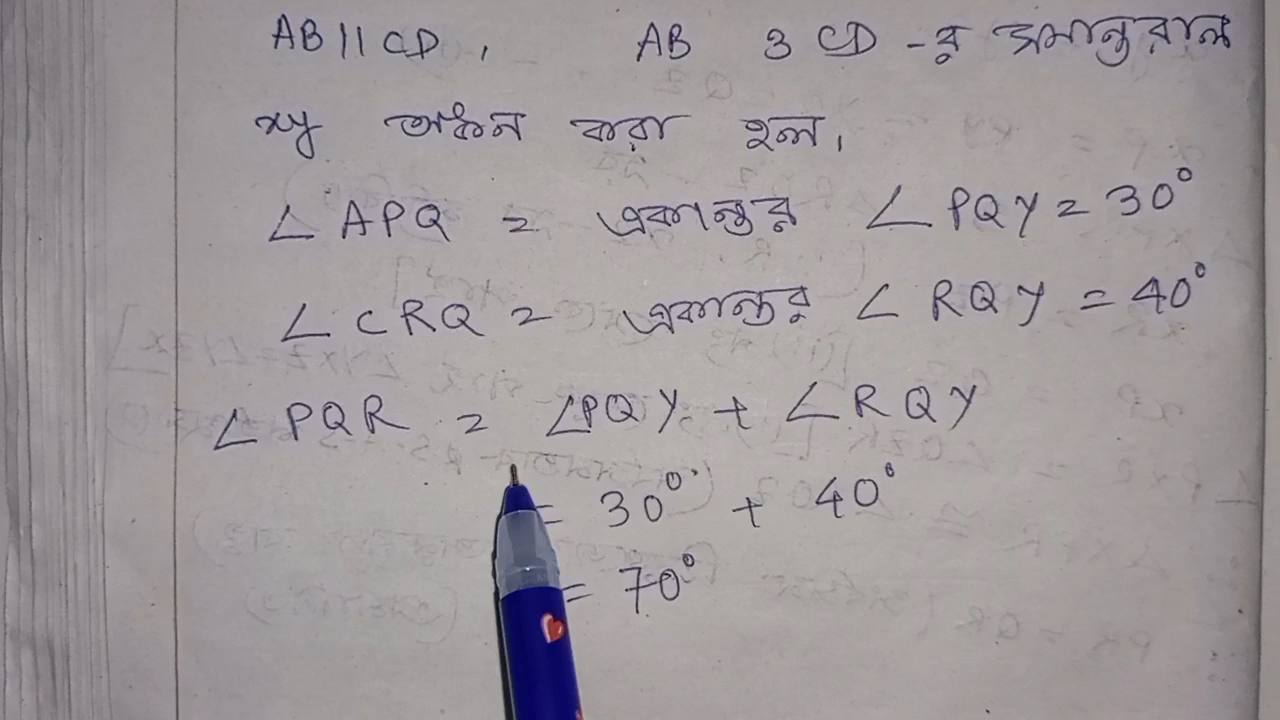 AB || CD, AB ও CD -র সমান্তরাল
xy অঙ্কন করা হল।
∠APQ = একান্তর ∠PQY = 30°
∠CRQ = একান্তর ∠RQY = 40°
∠PQR = ∠PQY + ∠RQY
= 30° + 40°
= 70°